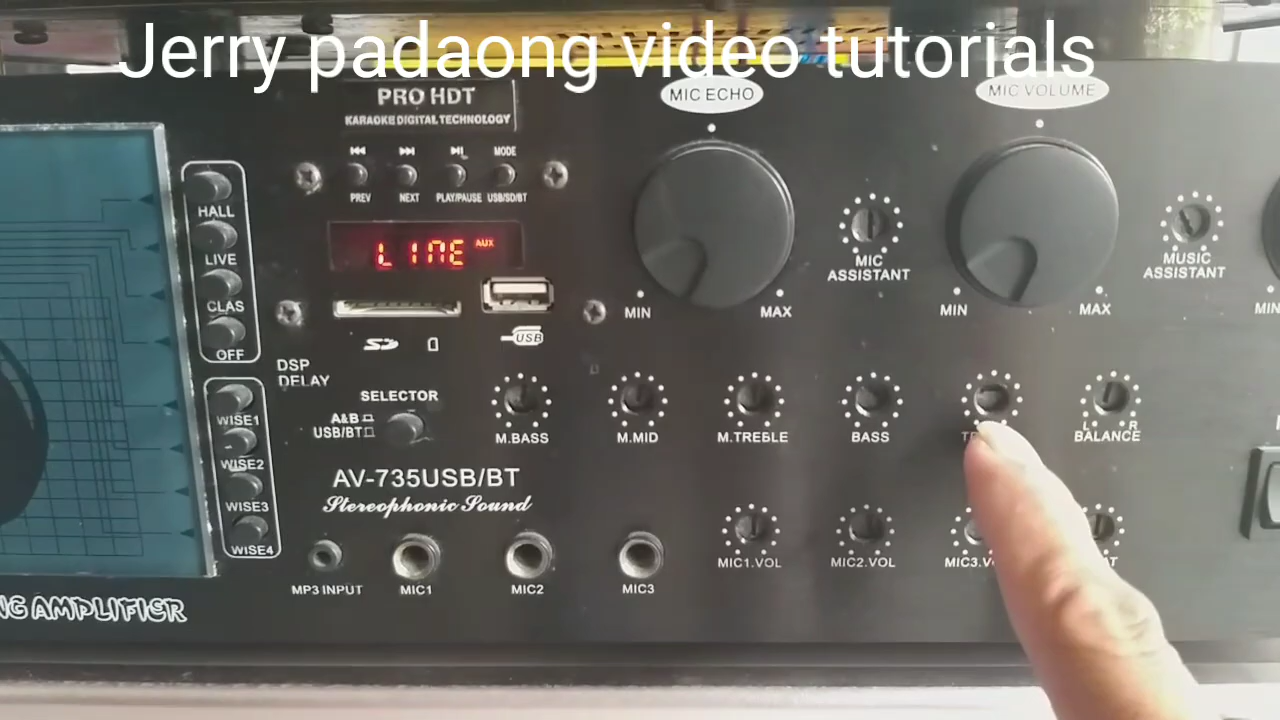 Jerry padaong video tutorials
PRO HDT
KARAOKE DIGITAL TECHNOLOGY
MIC ECHO
MIC VOLUME
MODE
PREV
NEXT
PLAY/PAUSE
USB/SD/BT
HALL
LIVE
CLAS
OFF
LINE
AUX
MIC
ASSISTANT
MUSIC
ASSISTANT
MIN
MAX
MIN
MAX
MIN
SD
USB
DSP
DELAY
SELECTOR
A&B
USB/BT
WISE1
WISE2
WISE3
WISE4
M.BASS
M.MID
M.TREBLE
BASS
L
R
BALANCE
AV-735USB/BT
Stereophonic Sound
MIC1.VOL
MIC2.VOL
MP3 INPUT
MIC1
MIC2
MIC3
AMPLIFIER